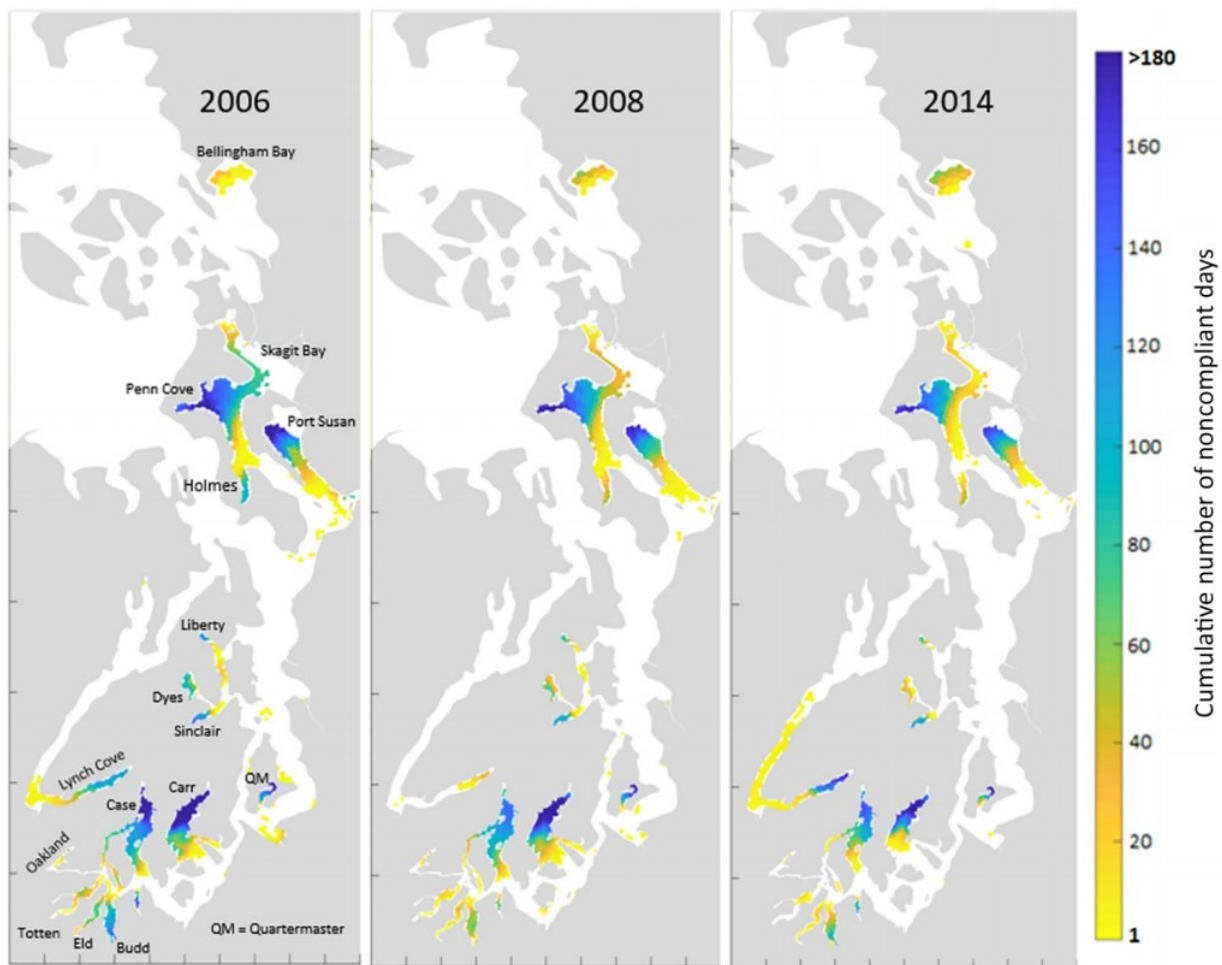 2006
2008
2014
Bellingham Bay
Skagit Bay
Penn Cove
Port Susan
Holmes
Liberty
Dyes
Sinclair
Lynch Cove
Case
Carr
QM
Oakland
Totten
Eld
Budd
QM = Quartermaster
>180
160
140
120
100
80
60
40
20
1
Cumulative number of noncompliant days